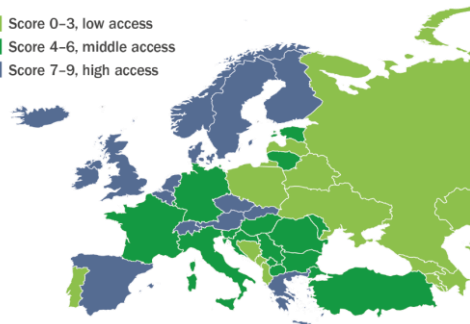 Score 0–3, low access
Score 4–6, middle access
Score 7–9, high access